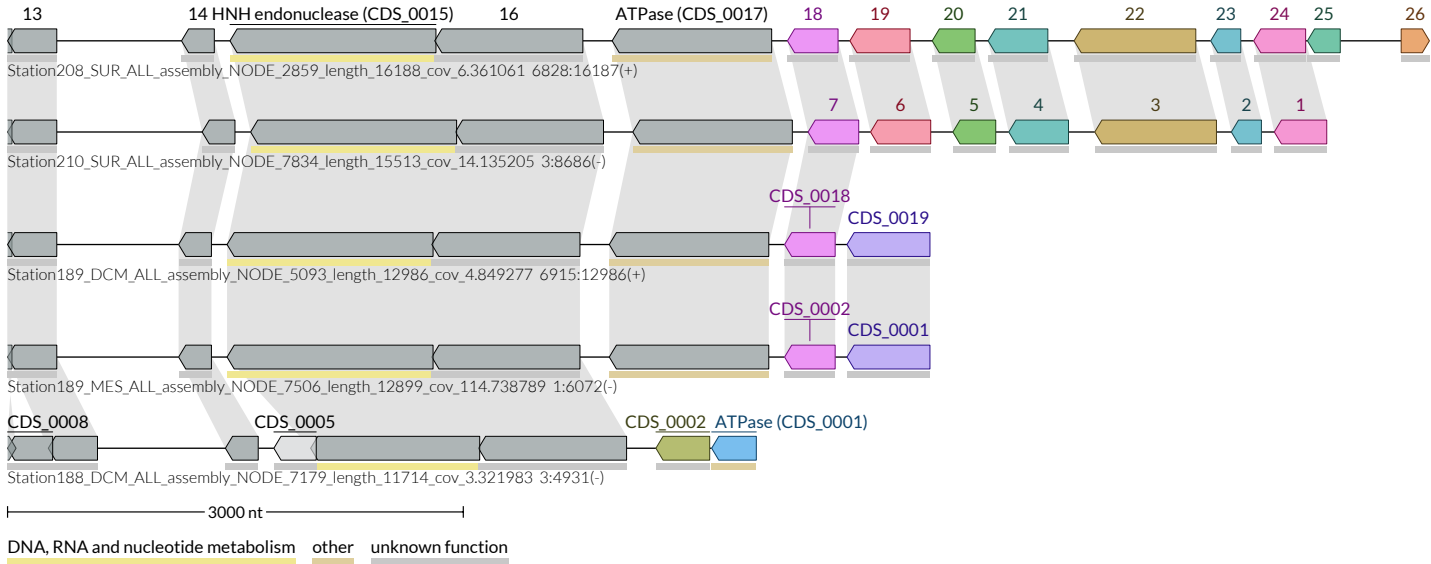 13 14 HNH endonuclease (CDS_0015) 16 ATPase (CDS_0017) 18 19 20 21 22 23 24 25 26
Station208_SUR_ALL_assembly_NODE_2859_length_16188_cov_6.361061 6828:16187(+)
7 6 5 4 3 2 1
Station210_SUR_ALL_assembly_NODE_7834_length_15513_cov_14.135205 3:8686(-)
CDS_0018
CDS_0019
Station189_DCM_ALL_assembly_NODE_5093_length_12986_cov_4.849277 6915:12986(+)
CDS_0002
CDS_0001
Station189_MES_ALL_assembly_NODE_7506_length_12899_cov_114.738789 1:6072(-)
CDS_0008 CDS_0005 CDS_0002 ATPase (CDS_0001)
Station188_DCM_ALL_assembly_NODE_7179_length_11714_cov_3.321983 3:4931(-)
3000 nt
DNA, RNA and nucleotide metabolism other unknown function